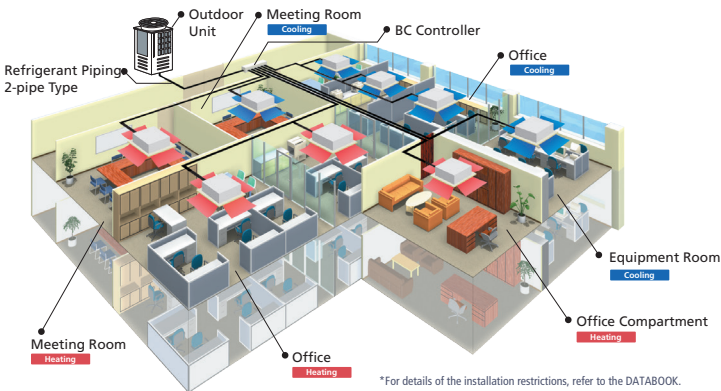 Outdoor
Unit
Meeting Room
Cooling
BC Controller
Office
Cooling
Refrigerant Piping
2-pipe Type
Equipment Room
Cooling
Office Compartment
Heating
Meeting Room
Heating
Office
Heating
*For details of the installation restrictions, refer to the DATABOOK.